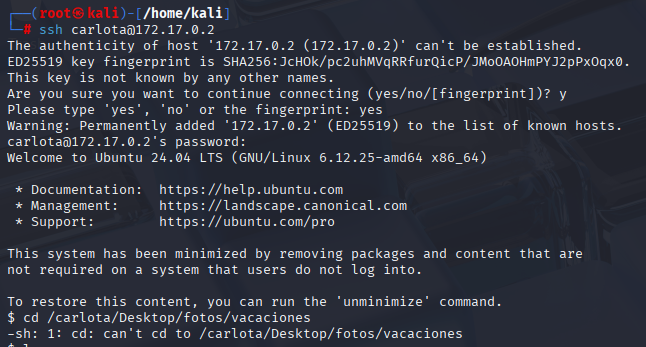 ┌──(root㉿kali)-[/home/kali]
└─# ssh carlota@172.17.0.2
The authenticity of host '172.17.0.2 (172.17.0.2)' can't be established.
ED25519 key fingerprint is SHA256:JcHOk/pc2uhMVqRRfurQicP/JMoOAOHmPYJ2pPxOqx0.
This key is not known by any other names.
Are you sure you want to continue connecting (yes/no/[fingerprint])? y
Please type 'yes', 'no' or the fingerprint: yes
Warning: Permanently added '172.17.0.2' (ED25519) to the list of known hosts.
carlota@172.17.0.2's password:
Welcome to Ubuntu 24.04 LTS (GNU/Linux 6.12.25-amd64 x86_64)
* Documentation:  https://help.ubuntu.com
* Management:     https://landscape.canonical.com
* Support:        https://ubuntu.com/pro
This system has been minimized by removing packages and content that are
not required on a system that users do not log into.
To restore this content, you can run the 'unminimize' command.
$ cd /carlota/Desktop/fotos/vacaciones
-sh: 1: cd: can't cd to /carlota/Desktop/fotos/vacaciones